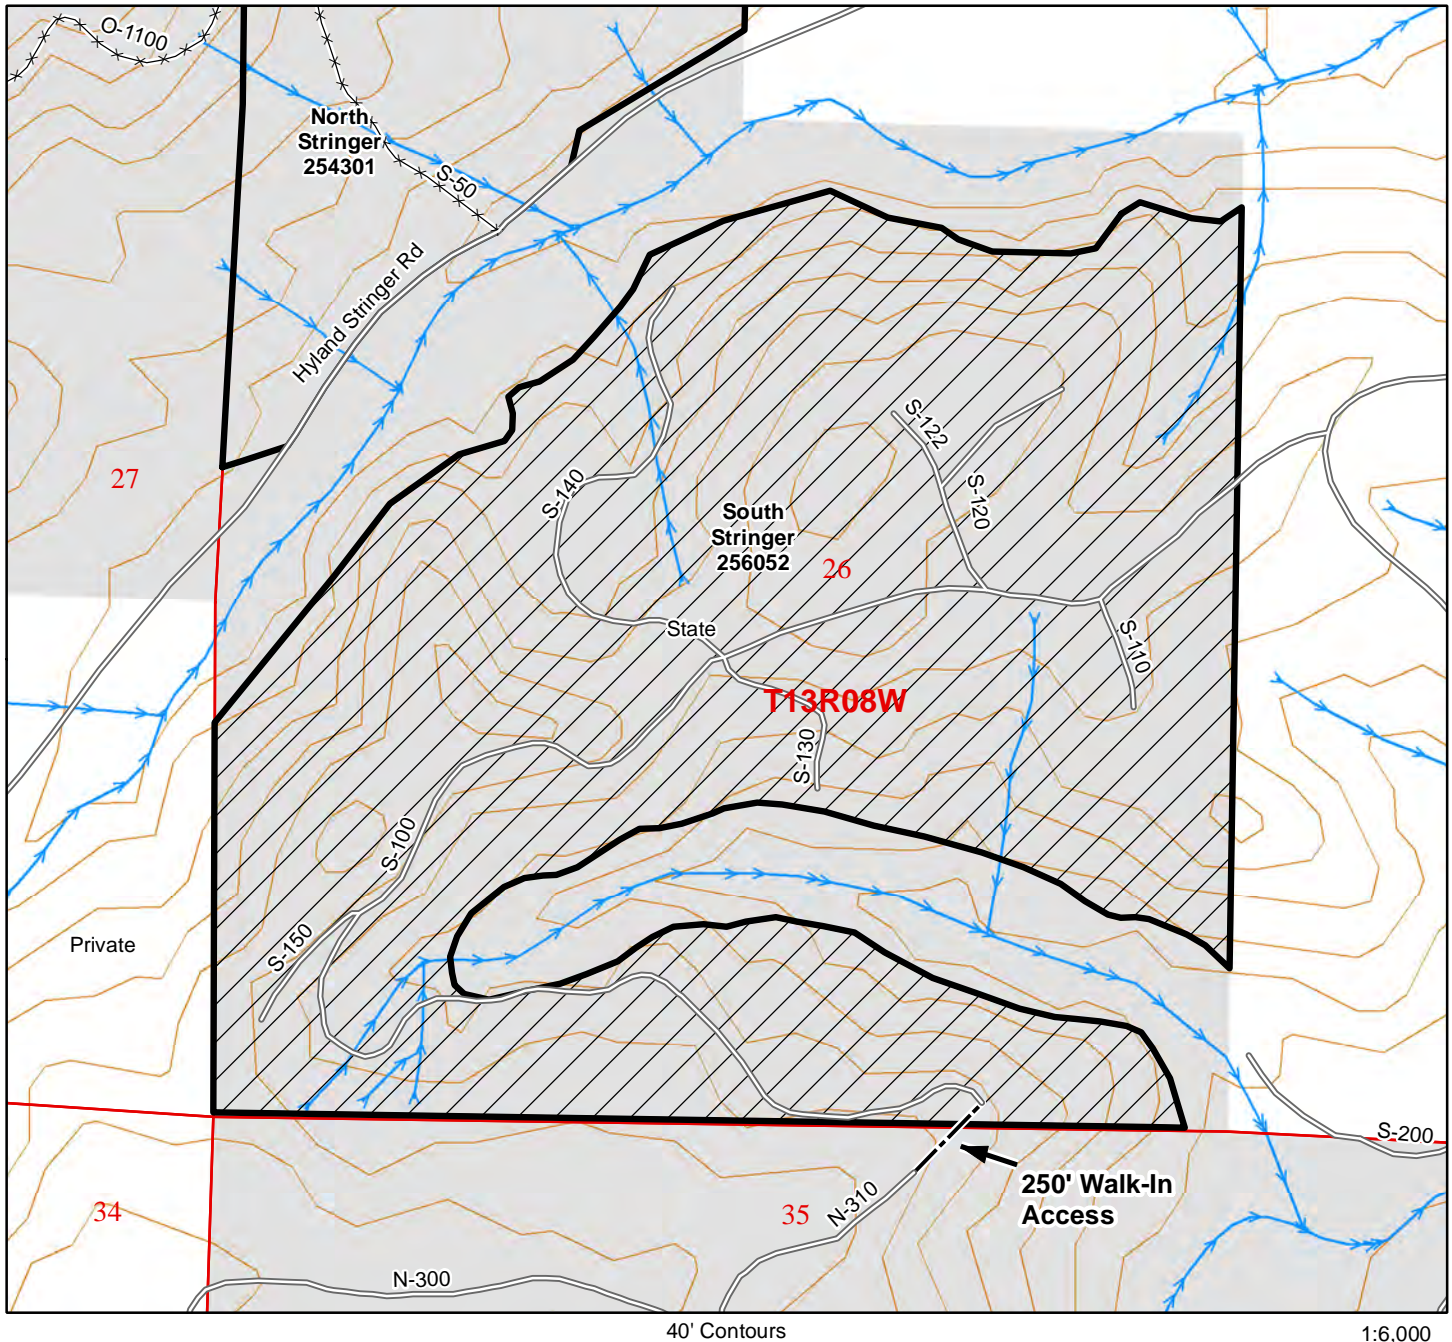 O-1100
North
Stringer
254301
S-50
Hyland Stringer Rd
27
S-122
S-140
S-120
South
Stringer
256052
26
State
S-110
T13R08W
S-130
S-100
Private
S-150
S-200
250' Walk-In
Access
34
35
N-310
N-300
40' Contours
1:6,000